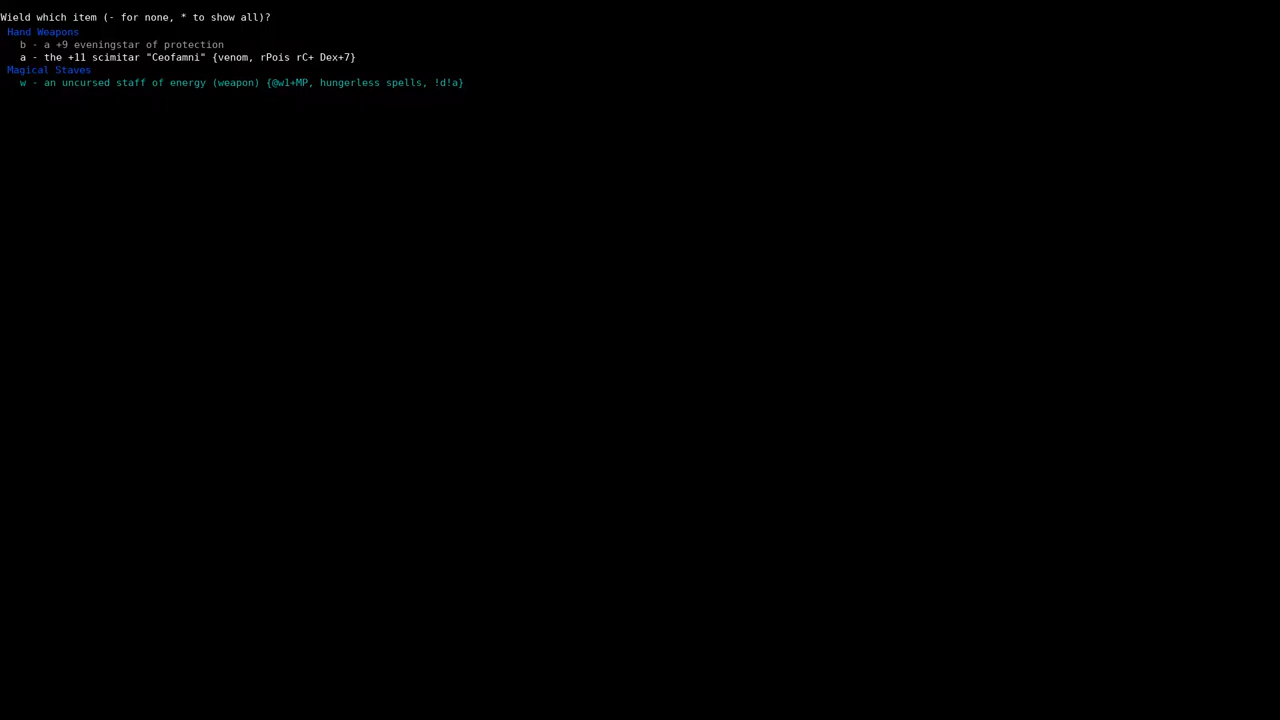 Wield which item (- for none, * to show all)?
Hand Weapons
b - a +9 eveningstar of protection
a - the +11 scimitar "Ceofamni" {venom, rPois rC+ Dex+7}
Magical Staves
w - an uncursed staff of energy (weapon) {@w1+MP, hungerless spells, !d!a}